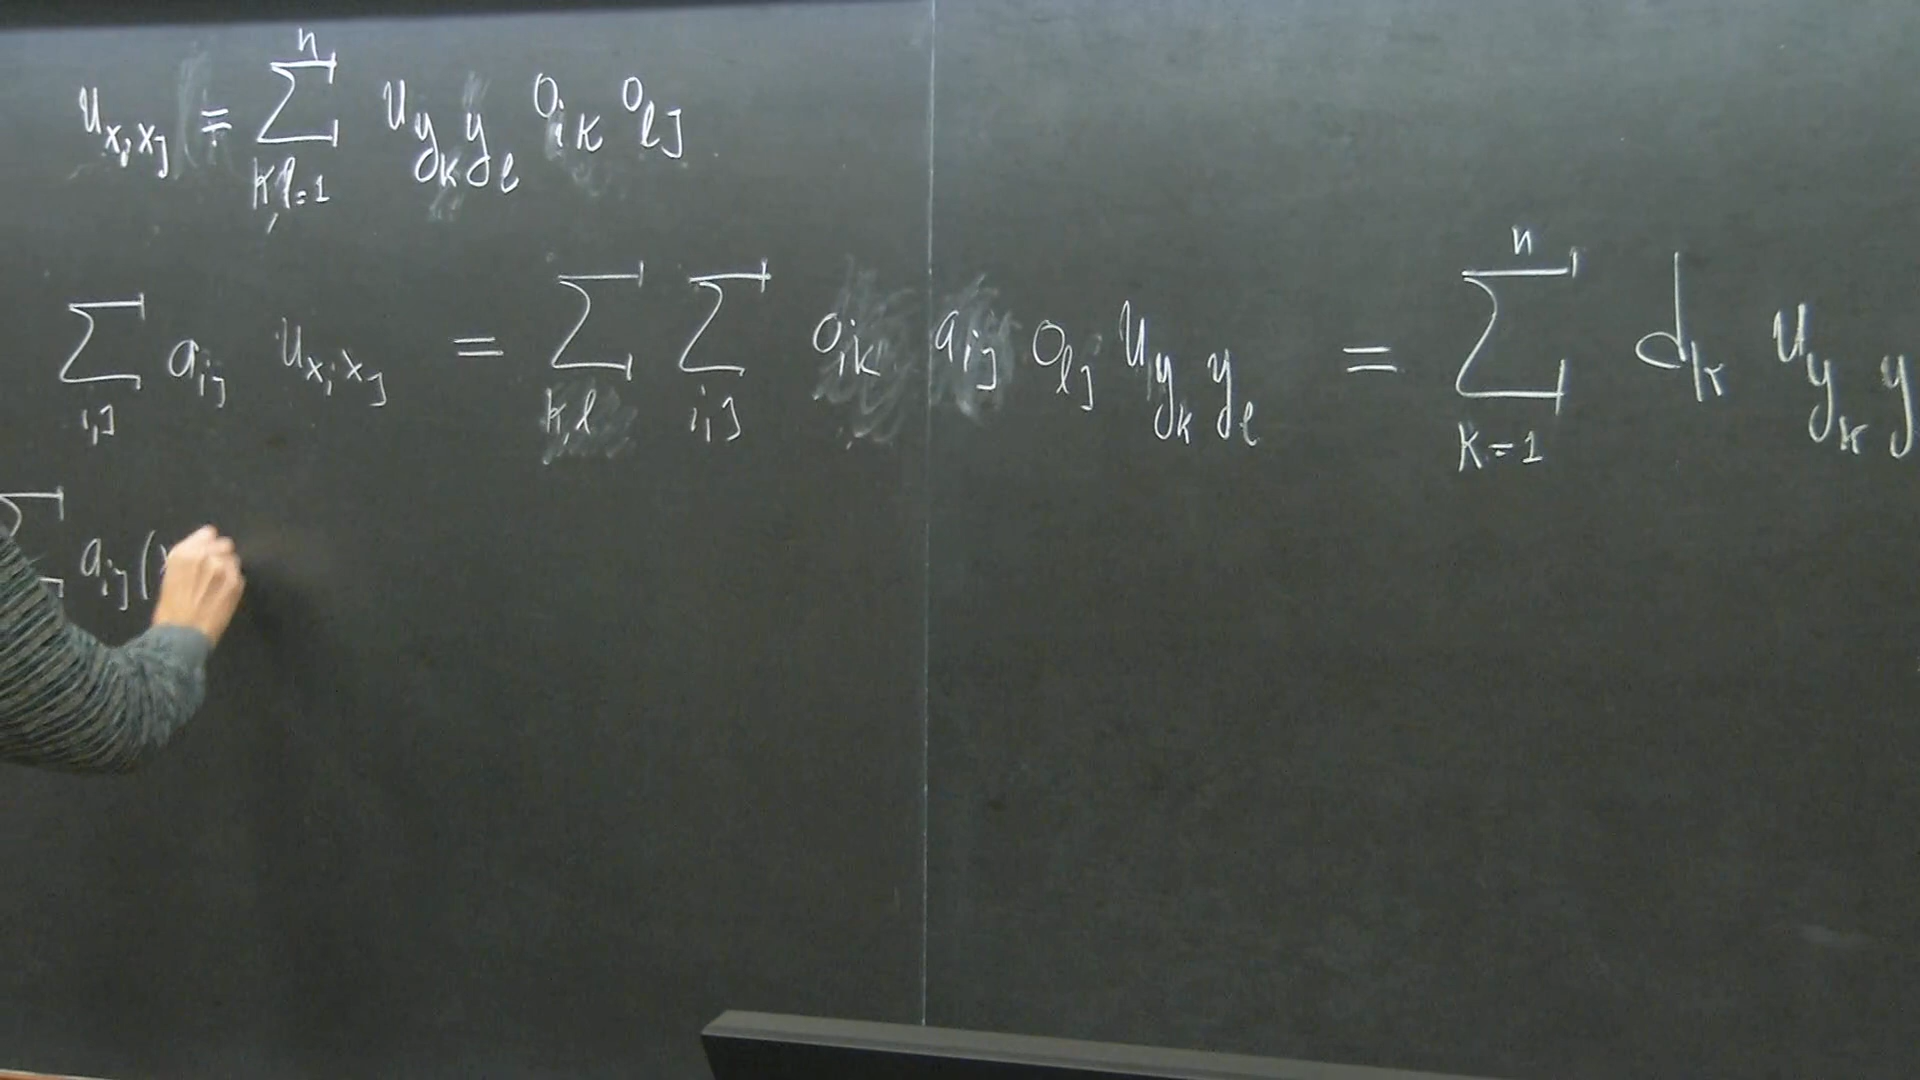 u_{x_i x_j} = \sum_{k,l=1}^{n} u_{y_k y_l} o_{ik} o_{lj}
\sum_{i,j} a_{ij} u_{x_i x_j} = \sum_{k,l} \sum_{i,j} o_{ik} a_{ij} o_{lj} u_{y_k y_l} = \sum_{k=1}^{n} d_k u_{y_k y
\sum a_{ij}(